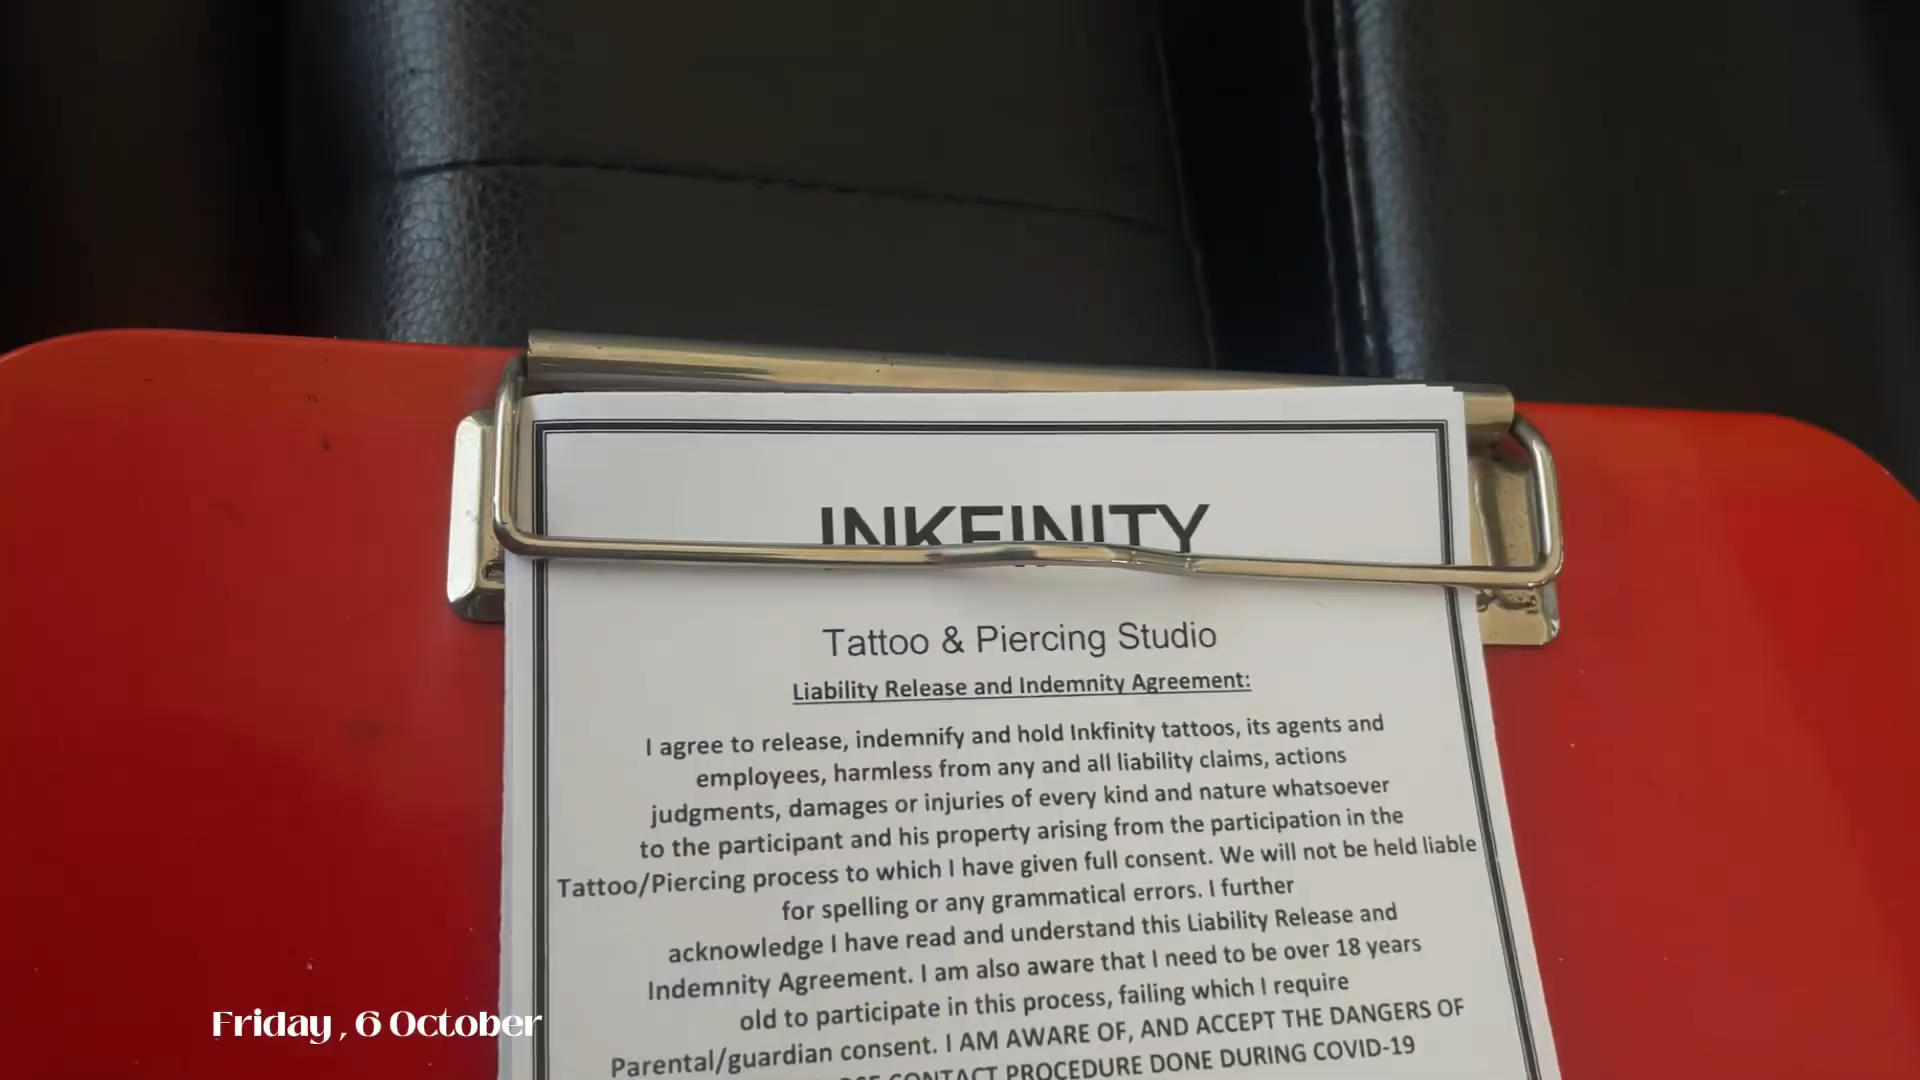 INKFINITY
Tattoo & Piercing Studio
Liability Release and Indemnity Agreement:
I agree to release, indemnify and hold Inkfinity tattoos, its agents and
employees, harmless from any and all liability claims, actions
judgments, damages or injuries of every kind and nature whatsoever
to the participant and his property arising from the participation in the
Tattoo/Piercing process to which I have given full consent. We will not be held liable
for spelling or any grammatical errors. I further
acknowledge I have read and understand this Liability Release and
Indemnity Agreement. I am also aware that I need to be over 18 years
old to participate in this process, failing which I require
Parental/guardian consent. I AM AWARE OF, AND ACCEPT THE DANGERS OF
CONTACT PROCEDURE DONE DURING COVID-19
Friday, 6 October